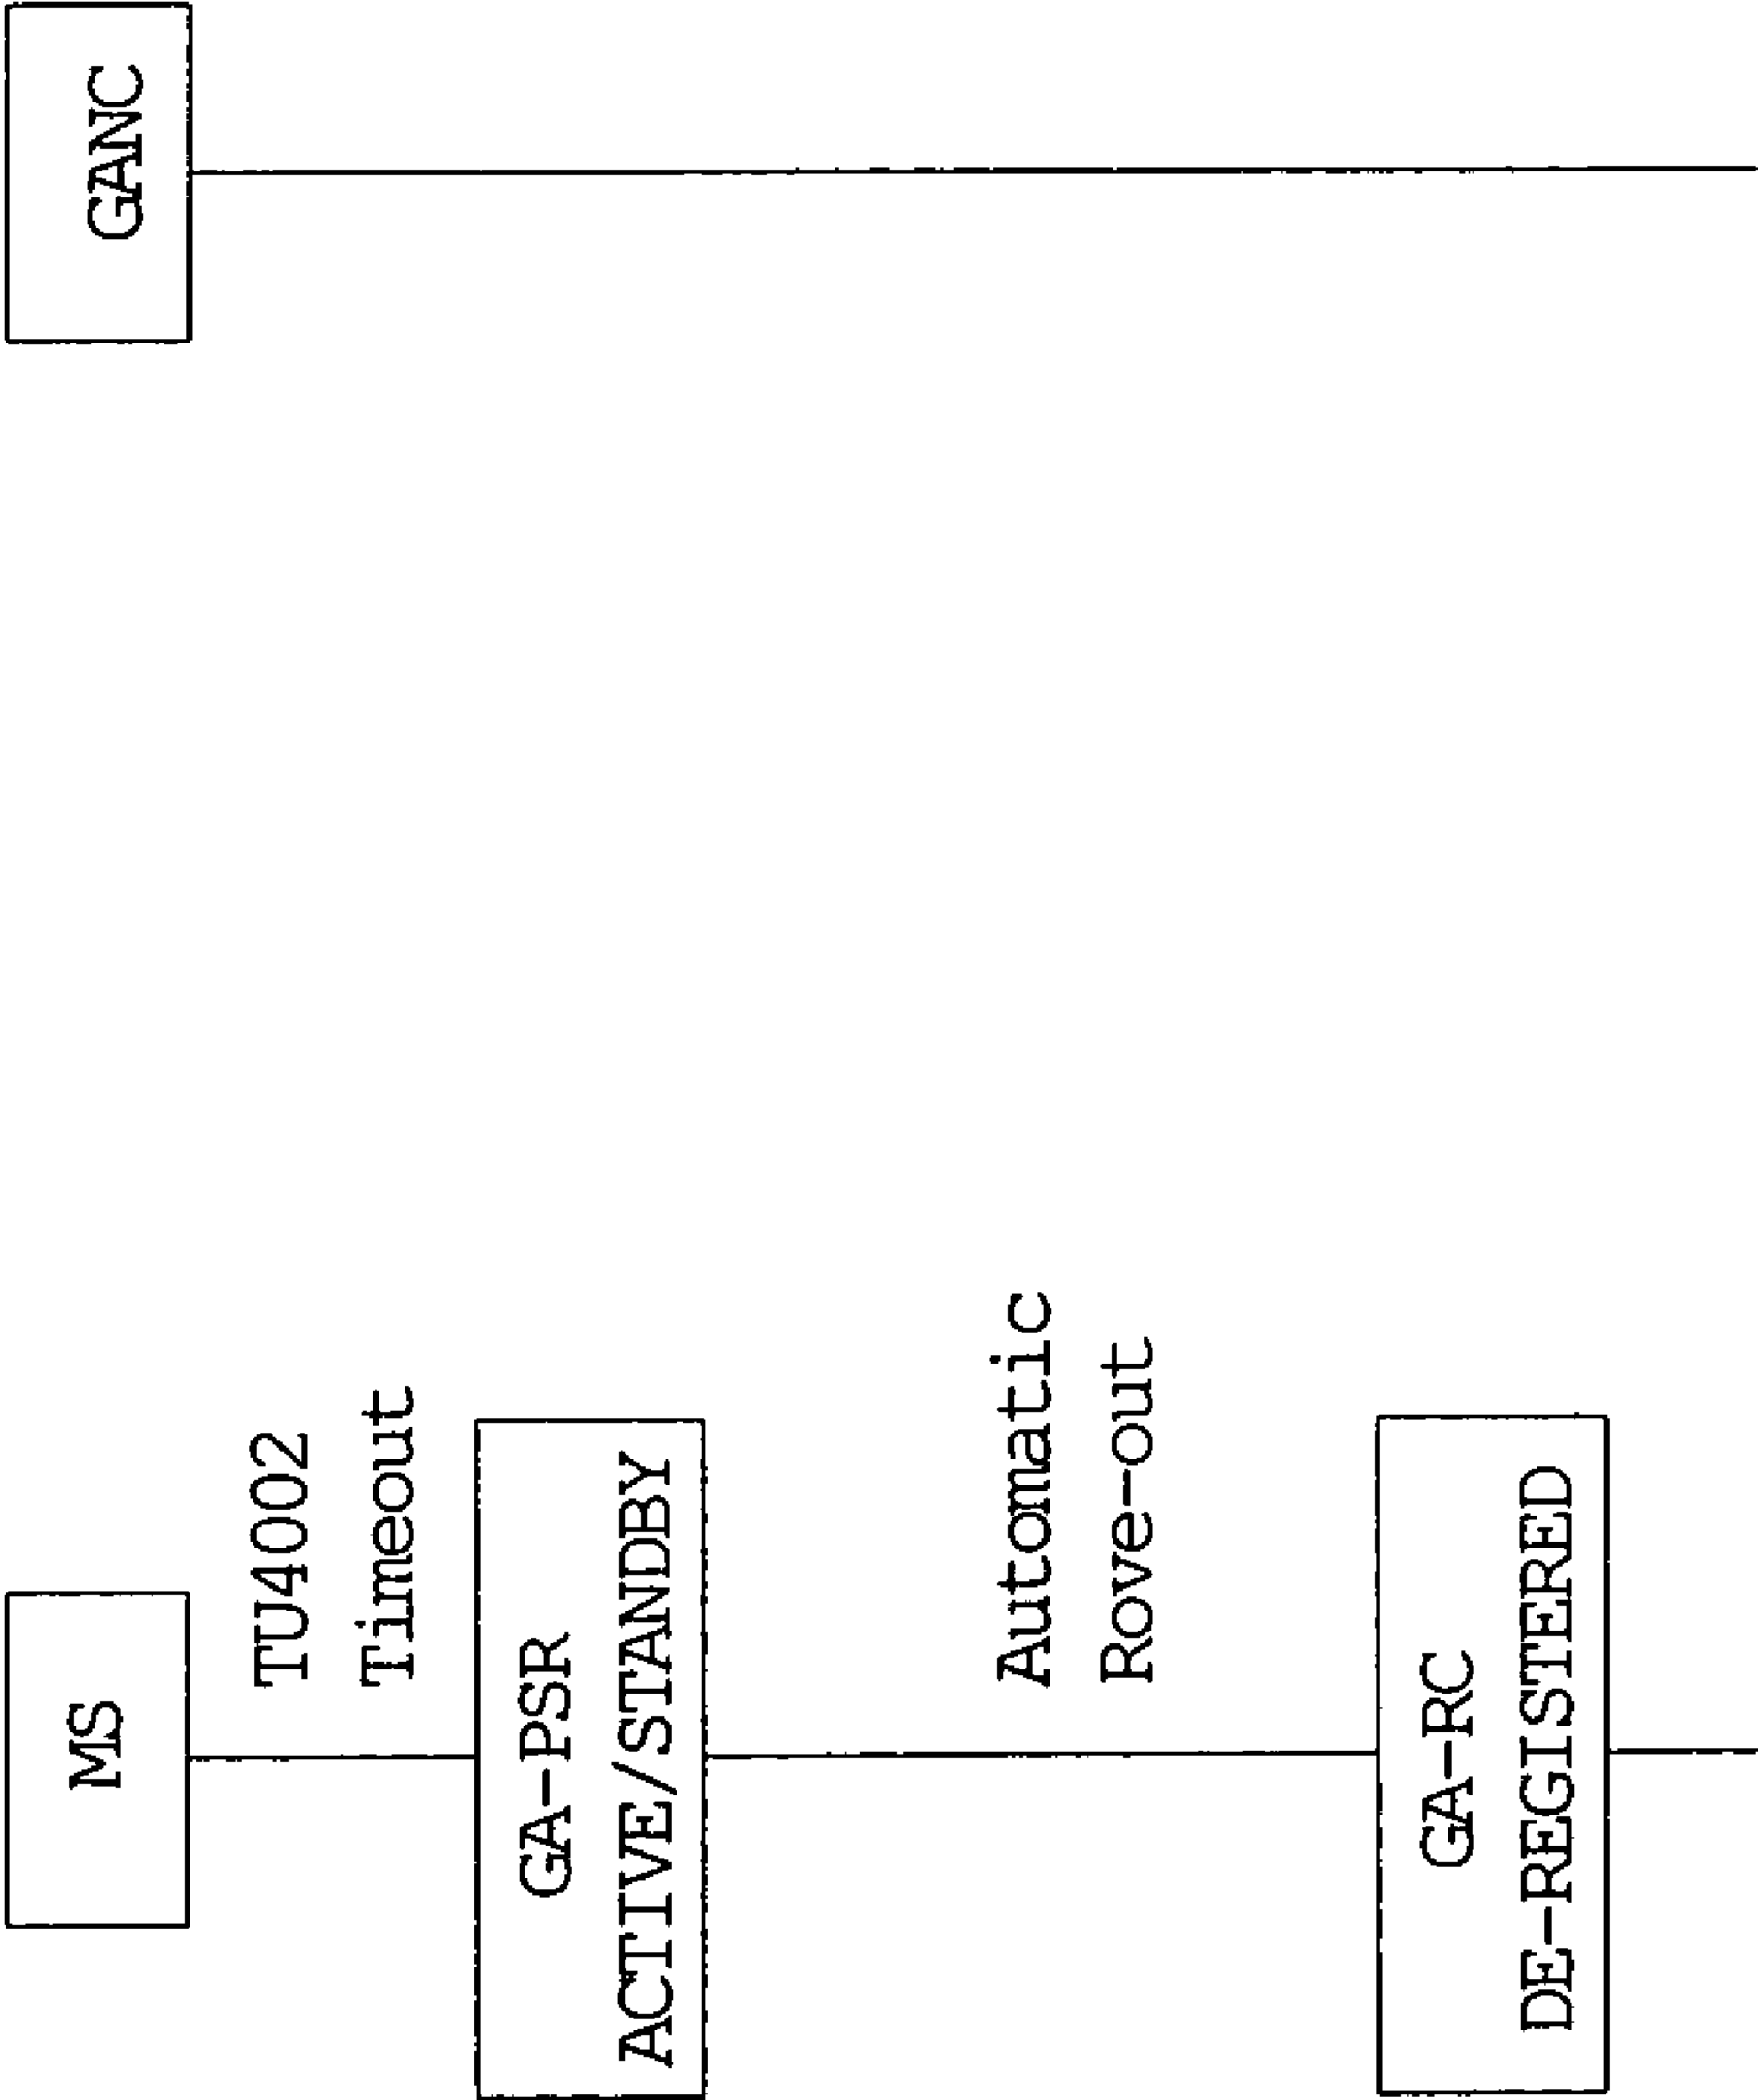 MS
GANC
TU4002
Timeout
GA-PSR
ACTIVE/STANDBY
Automatic
Rove-out
GA-RC
DE-REGISTERED